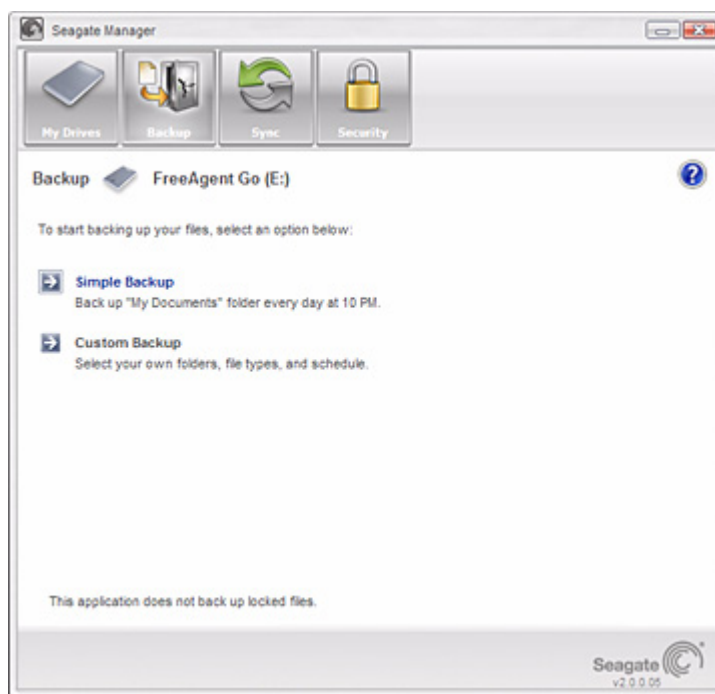 Seagate Manager
My Drives Backup Sync Security
Backup FreeAgent Go (E:)
To start backing up your files, select an option below:
Simple Backup
Back up "My Documents" folder every day at 10 PM.
Custom Backup
Select your own folders, file types, and schedule.
This application does not back up locked files.
Seagate
v2.0.0.05